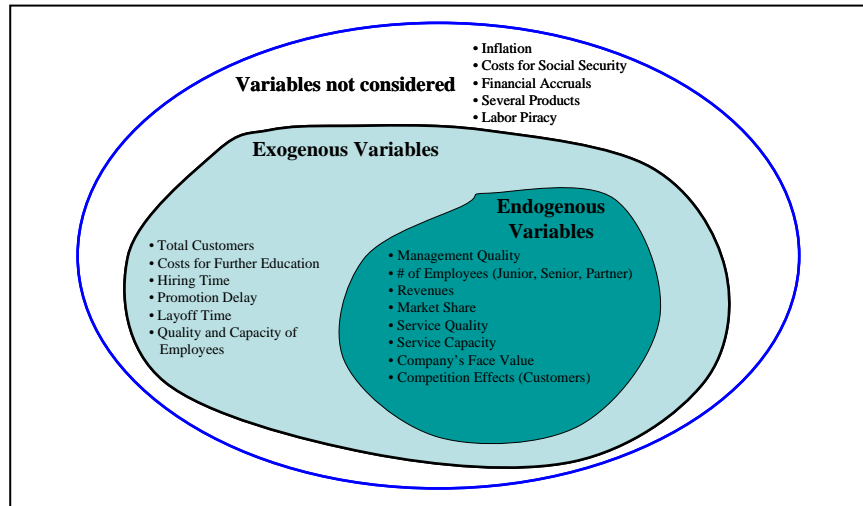 • Inflation
• Costs for Social Security
• Financial Accruals
• Several Products
• Labor Piracy
Variables not considered
Exogenous Variables
Endogenous
Variables
• Total Customers
• Costs for Further Education
• Hiring Time
• Promotion Delay
• Layoff Time
• Quality and Capacity of
Employees
• Management Quality
• # of Employees (Junior, Senior, Partner)
• Revenues
• Market Share
• Service Quality
• Service Capacity
• Company's Face Value
• Competition Effects (Customers)